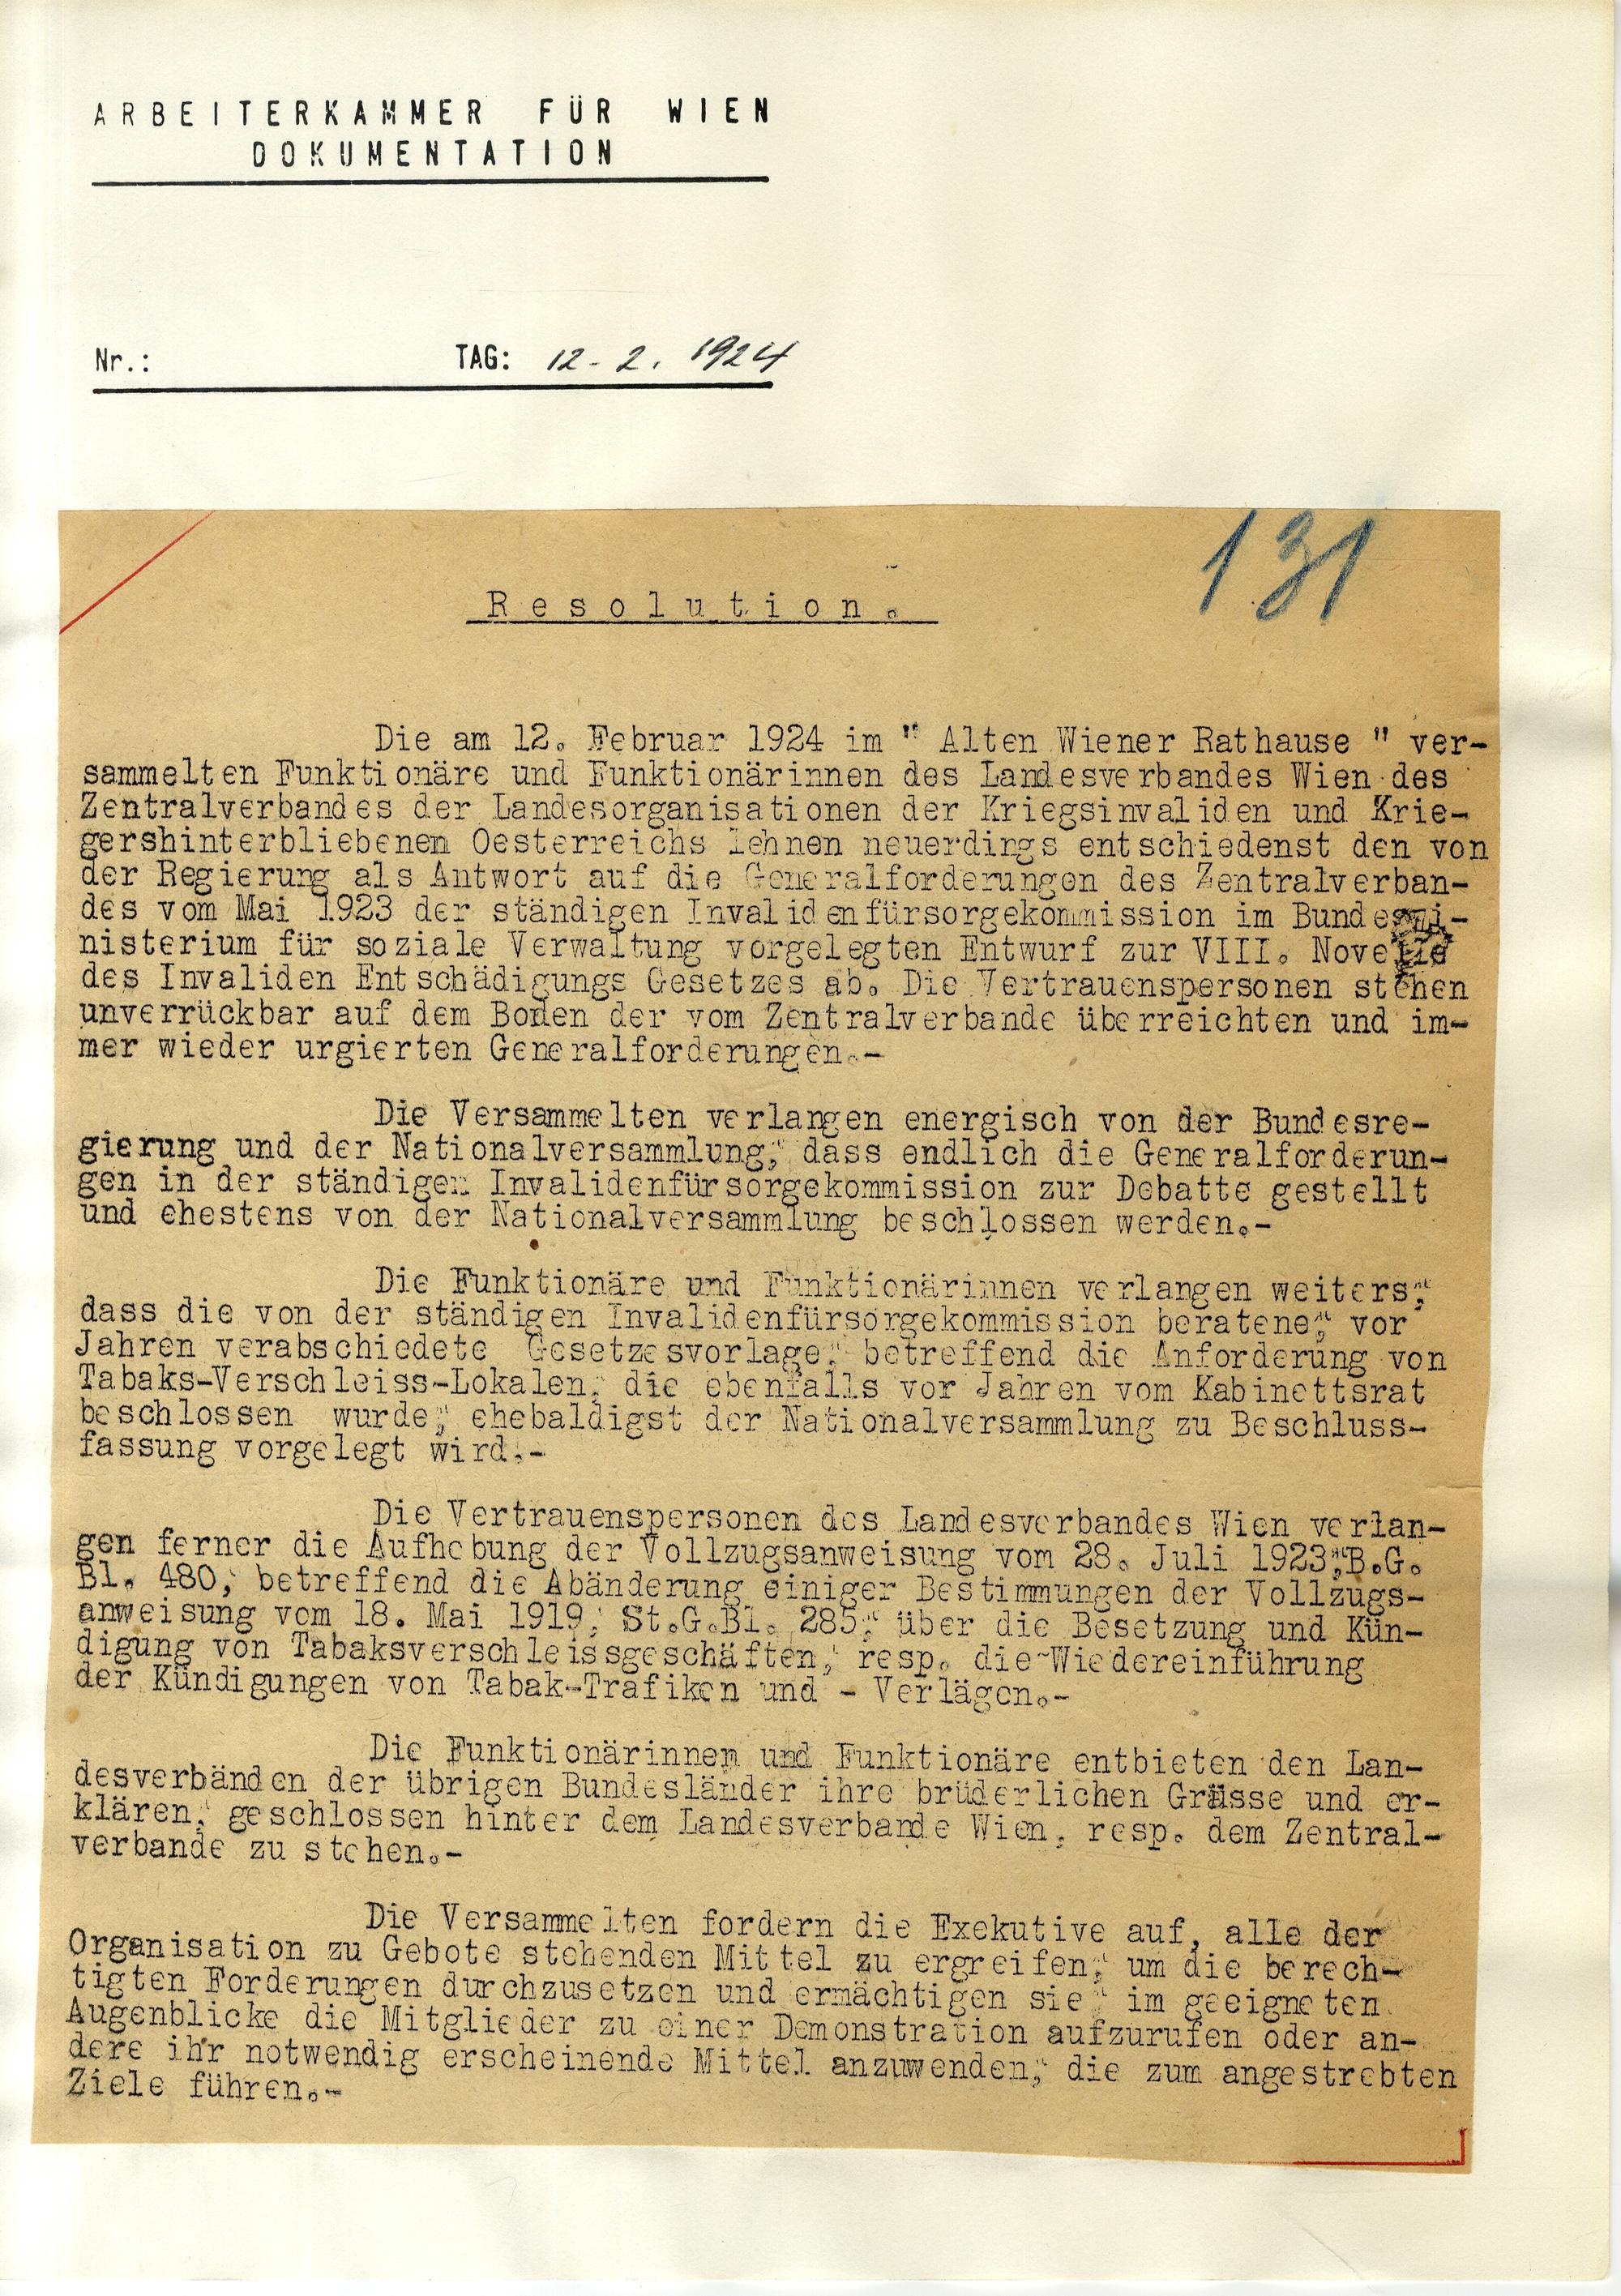 ARBEITERKAMMER FÜR WIEN
DOKUMENTATION
Nr.: TAG: 12-2. 1924
131
Resolution.
Die am 12. Februar 1924 im " Alten Wiener Rathause " ver-
sammelten Funktionäre und Funktionärinnen des Landesverbandes Wien des
Zentralverbandes der Landesorganisationen der Kriegsinvaliden und Krie-
gershinterbliebenen Oesterreichs lehnen neuerdings entschiedenst den von
der Regierung als Antwort auf die Generalforderungen des Zentralverban-
des vom Mai 1923 der ständigen Invalidenfürsorgekommission im Bundesmi-
nisterium für soziale Verwaltung vorgelegten Entwurf zur VIII. Novelle
des Invaliden Entschädigungs Gesetzes ab. Die Vertrauenspersonen stehen
unverrückbar auf dem Boden der vom Zentralverbande überreichten und im-
mer wieder urgierten Generalforderungen.-
Die Versammelten verlangen energisch von der Bundesre-
gierung und der Nationalversammlung, dass endlich die Generalforderun-
gen in der ständigen Invalidenfürsorgekommission zur Debatte gestellt
und ehestens von der Nationalversammlung beschlossen werden.-
Die Funktionäre und Funktionärinnen verlangen weiters,
dass die von der ständigen Invalidenfürsorgekommission beratene, vor
Jahren verabschiedete Gesetzesvorlage, betreffend die Anforderung von
Tabaks-Verschleiss-Lokalen, die ebenfalls vor Jahren vom Kabinettsrat
beschlossen wurde, ehebaldigst der Nationalversammlung zu Beschluss-
fassung vorgelegt wird.-
Die Vertrauenspersonen des Landesverbandes Wien verlan-
gen ferner die Aufhebung der Vollzugsanweisung vom 28. Juli 1923, B.G.
Bl. 480, betreffend die Abänderung einiger Bestimmungen der Vollzugs-
anweisung vom 18. Mai 1919, St.G.Bl. 285, über die Besetzung und Kün-
digung von Tabaksverschleissgeschäften, resp. die Wiedereinführung
der Kündigungen von Tabak-Trafiken und - Verlägen.-
Die Funktionärinnen und Funktionäre entbieten den Lan-
desverbänden der übrigen Bundesländer ihre brüderlichen Grüsse und er-
klären, geschlossen hinter dem Landesverbande Wien, resp. dem Zentral-
verbande zu stehen.-
Die Versammelten fordern die Exekutive auf, alle der
Organisation zu Gebote stehenden Mittel zu ergreifen, um die berech-
tigten Forderungen durchzusetzen und ermächtigen sie, im geeigneten
Augenblicke die Mitglieder zu einer Demonstration aufzurufen oder an-
dere ihr notwendig erscheinende Mittel anzuwenden, die zum angestrebten
Ziele führen.-